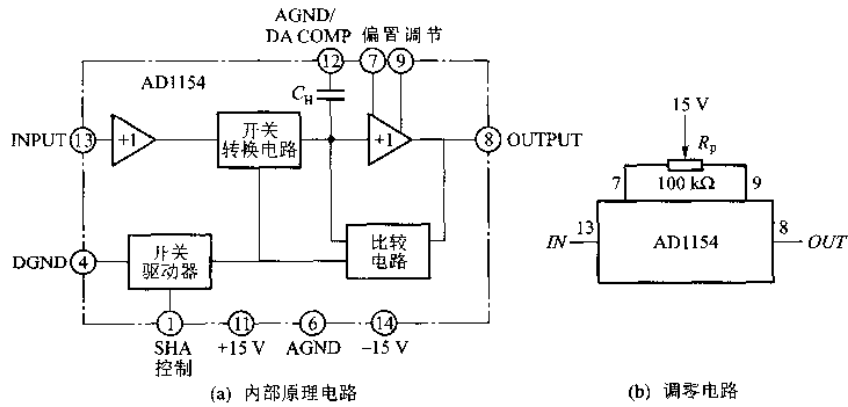 AGND/
DA COMP 偏置 调节
12 7 9
AD1154
C_H
INPUT 13 +1 开关
转换电路 +1 8 OUTPUT
DGND 4 开关
驱动器
比较
电路
1 11 6 14
SHA
控制 +15 V AGND −15 V
(a) 内部原理电路
15 V
R_p
7 100 kΩ 9
IN 13 AD1154 8 OUT
(b) 调零电路